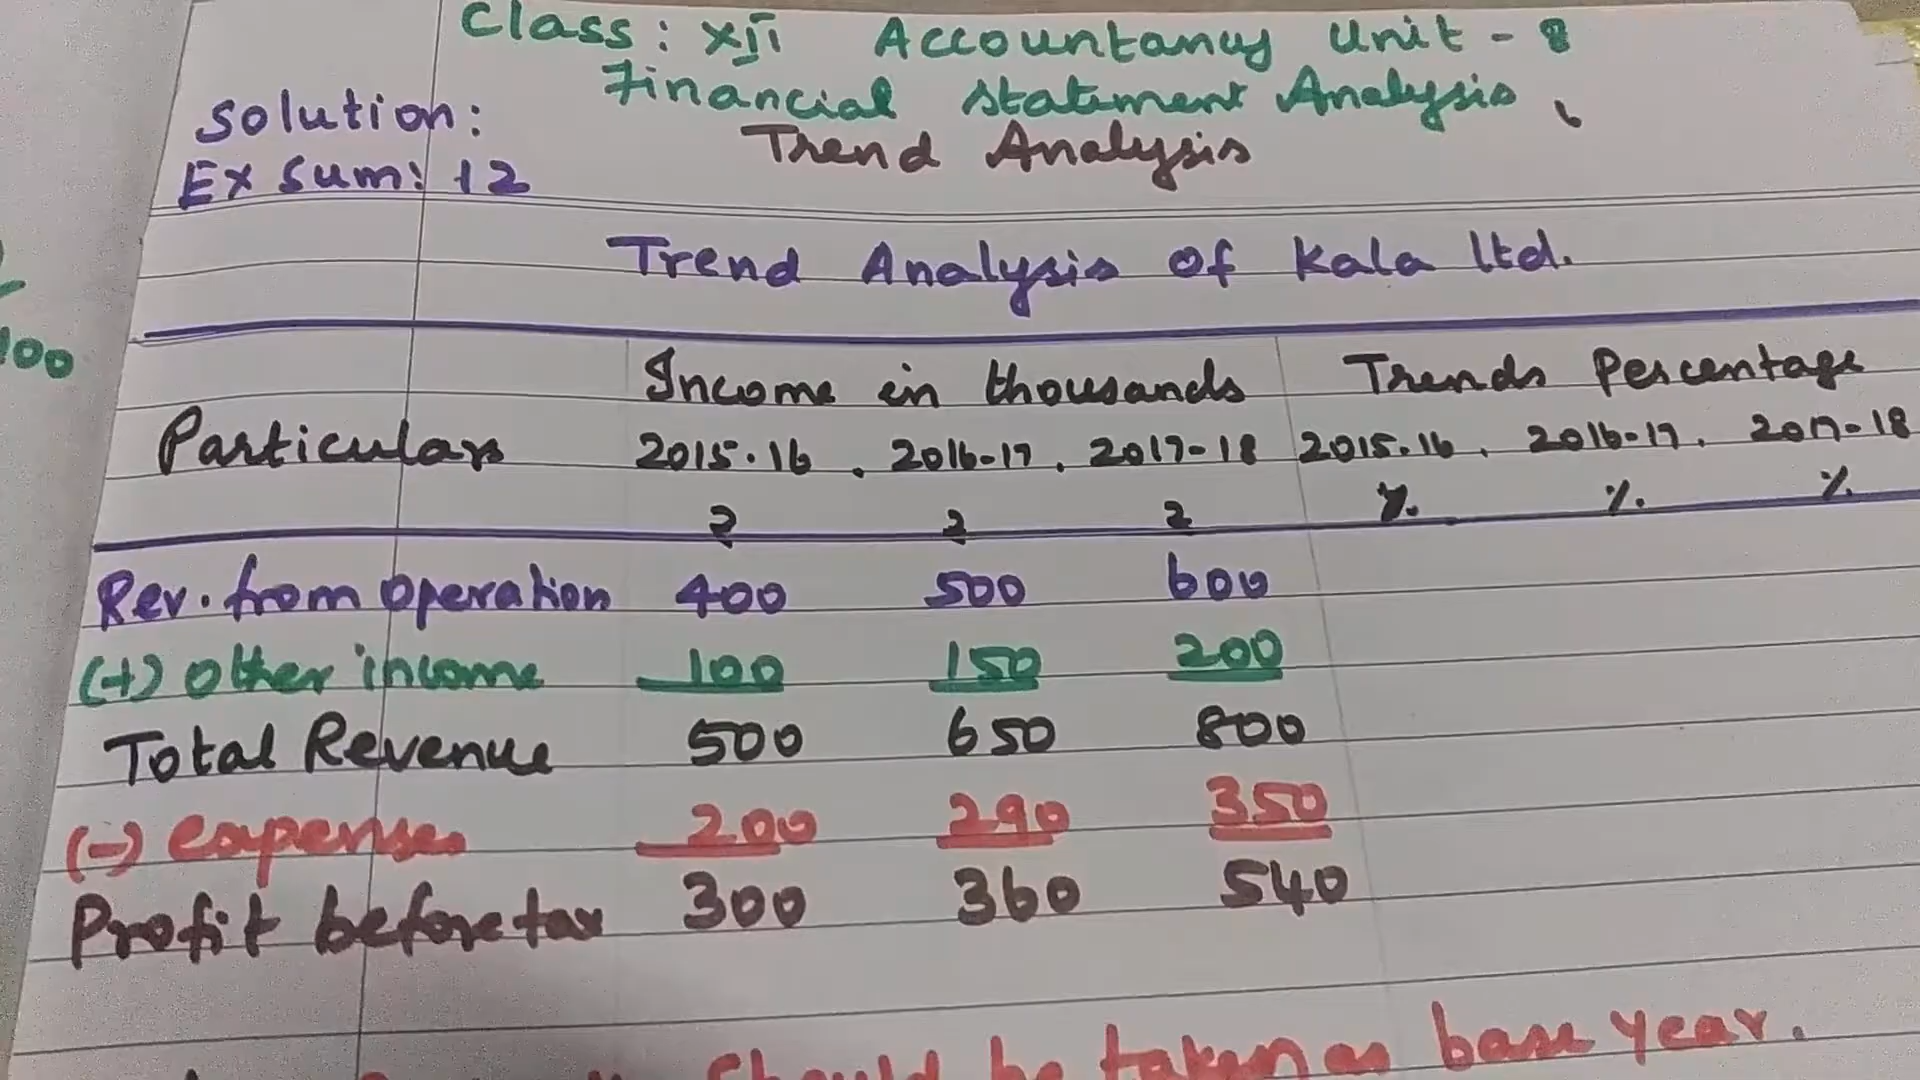 Class: XII Accountancy Unit - 8
Financial Statement Analysis
Solution:
Trend Analysis
Ex Sum: 12
Trend Analysis of Kala Ltd.
100
Income in thousands Trends Percentage
Particulars 2015-16 2016-17 2017-18 2015-16 2016-17 2017-18
₹ ₹ ₹ % % %
Rev. from operation 400 500 600
(+) Other income 100 150 200
Total Revenue 500 650 800
(-) expenses 200 290 350
Profit before tax 300 360 540
should be taken as base year.